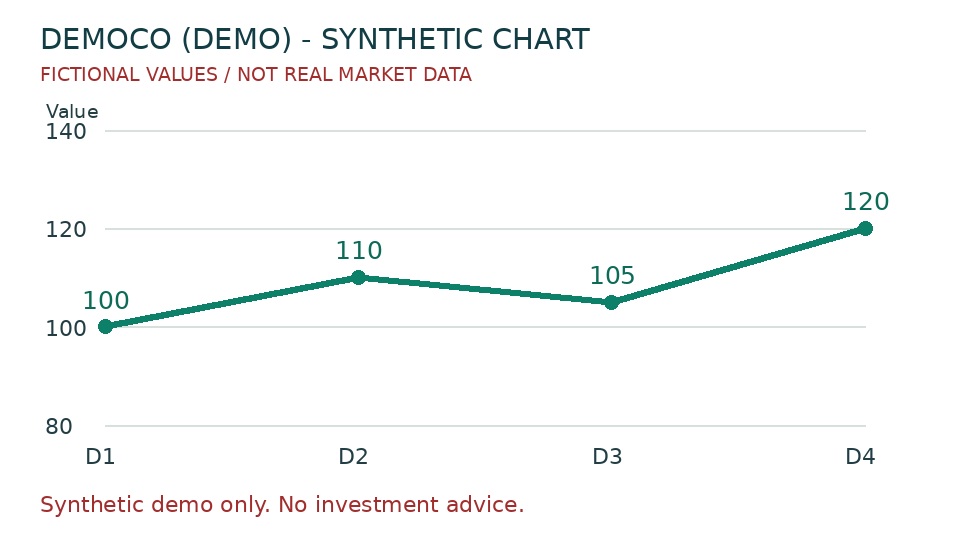 DEMOCO (DEMO) - SYNTHETIC CHART
FICTIONAL VALUES / NOT REAL MARKET DATA
Value
140
120
120
110
105
100
100
80
D1 D2 D3 D4
Synthetic demo only. No investment advice.